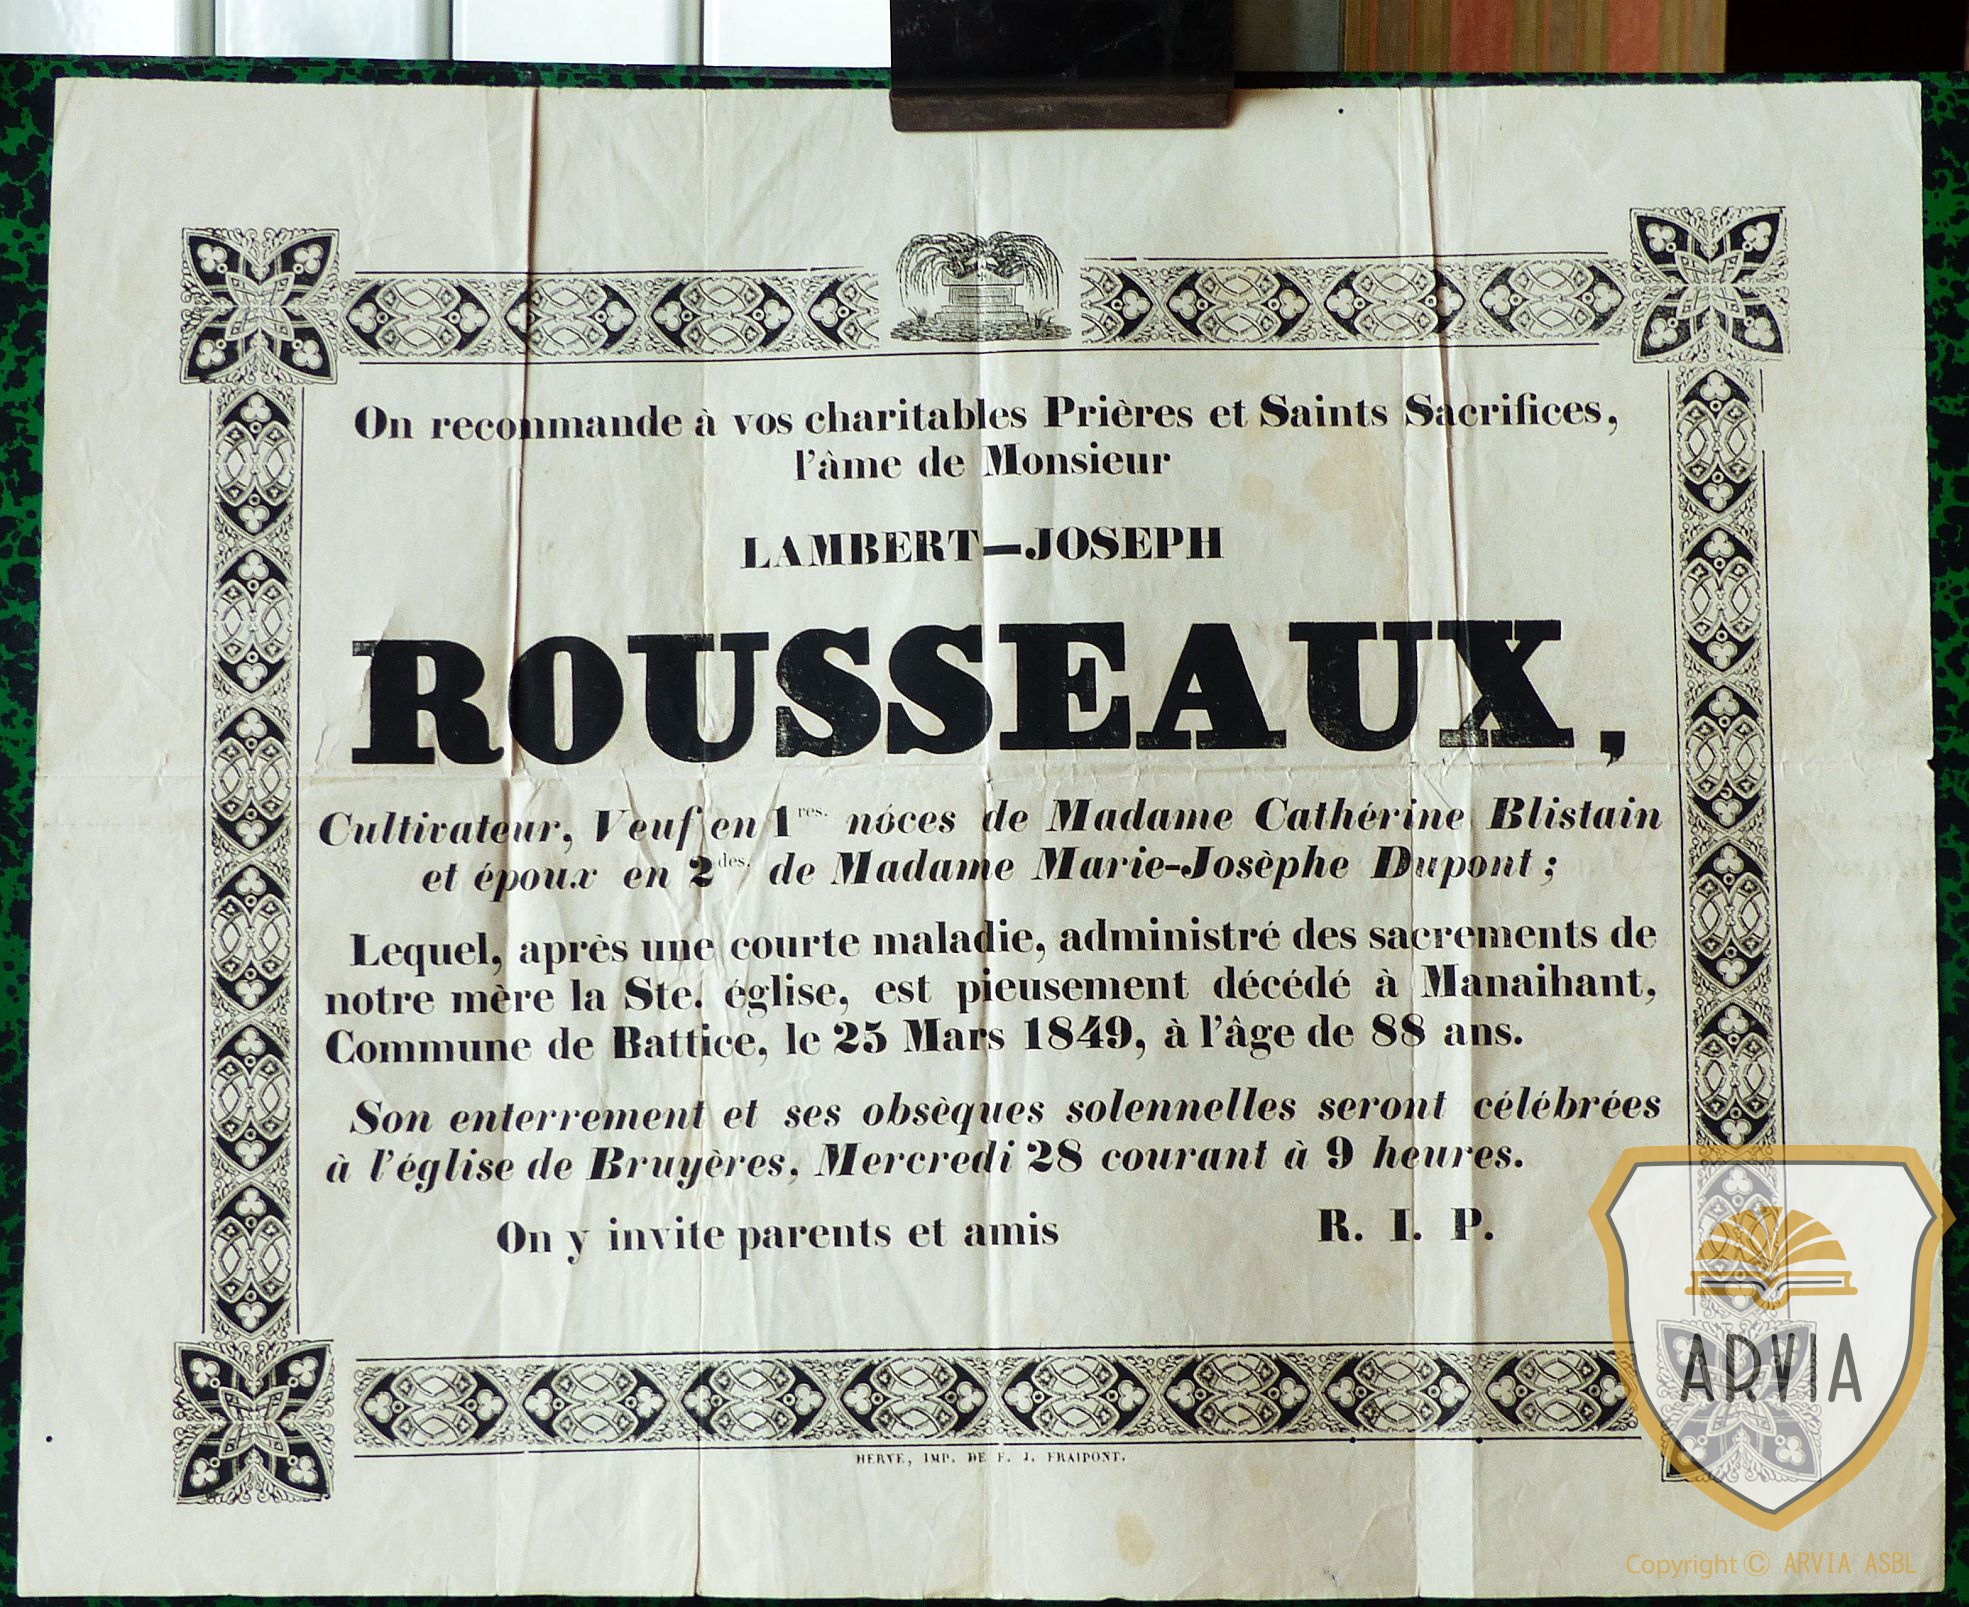 On recommande à vos charitables Prières et Saints Sacrifices,
l'âme de Monsieur
LAMBERT—JOSEPH
ROUSSEAUX,
Cultivateur, Veuf en 1res. nóces de Madame Cathérine Blistain
et époux en 2des. de Madame Marie-Josèphe Dupont ;
Lequel, après une courte maladie, administré des sacrements de
notre mère la Ste. église, est pieusement décédé à Manaihant,
Commune de Battice, le 25 Mars 1849, à l'âge de 88 ans.
Son enterrement et ses obsèques solennelles seront célébrées
à l'église de Bruyères, Mercredi 28 courant à 9 heures.
On y invite parents et amis R. I. P.
HERVE, IMP. DE F. J. FRAIPONT.
ARVIA
Copyright © ARVIA ASBL